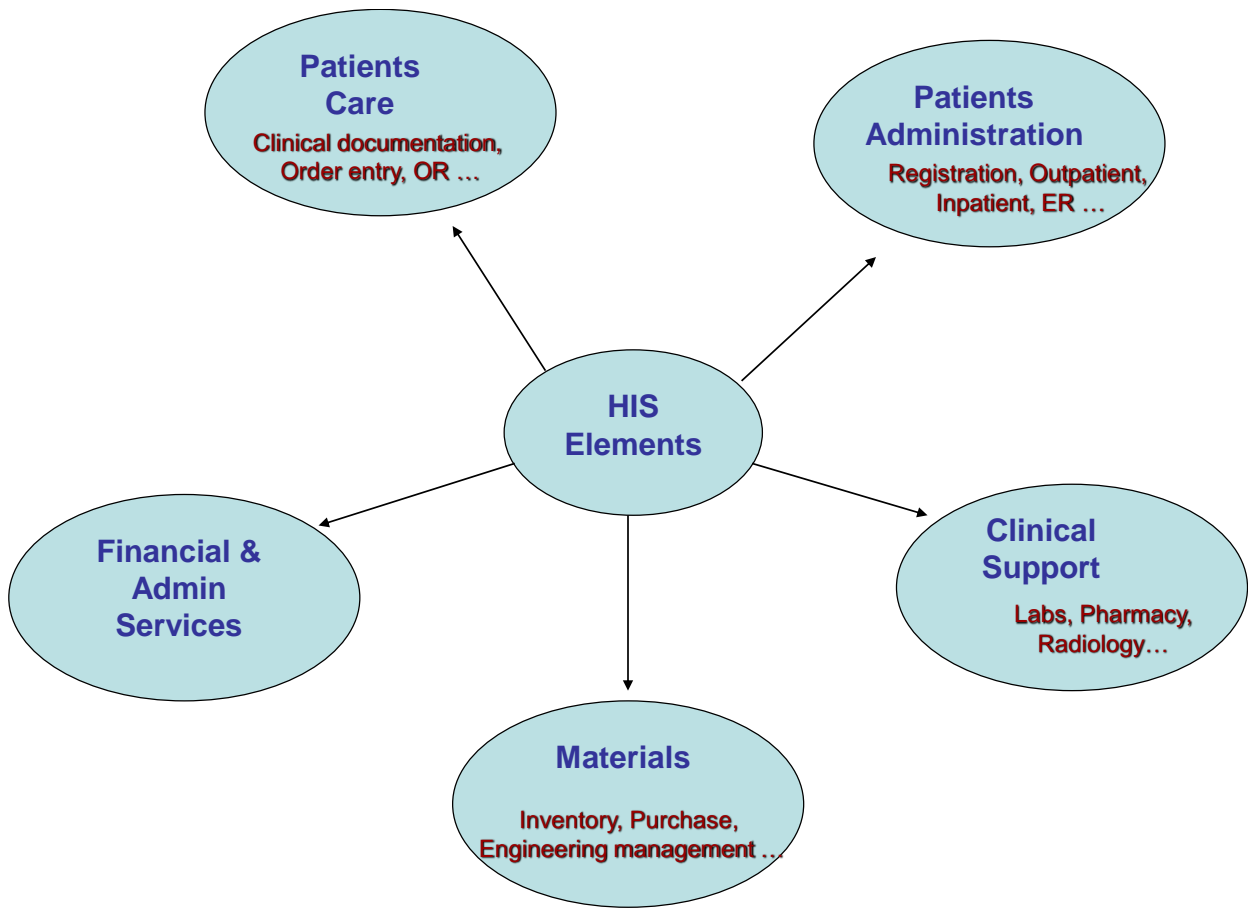 Patients
Care
Clinical documentation,
Order entry, OR …
Patients
Administration
Registration, Outpatient,
Inpatient, ER …
HIS
Elements
Financial &
Admin
Services
Clinical
Support
Labs, Pharmacy,
Radiology…
Materials
Inventory, Purchase,
Engineering management …